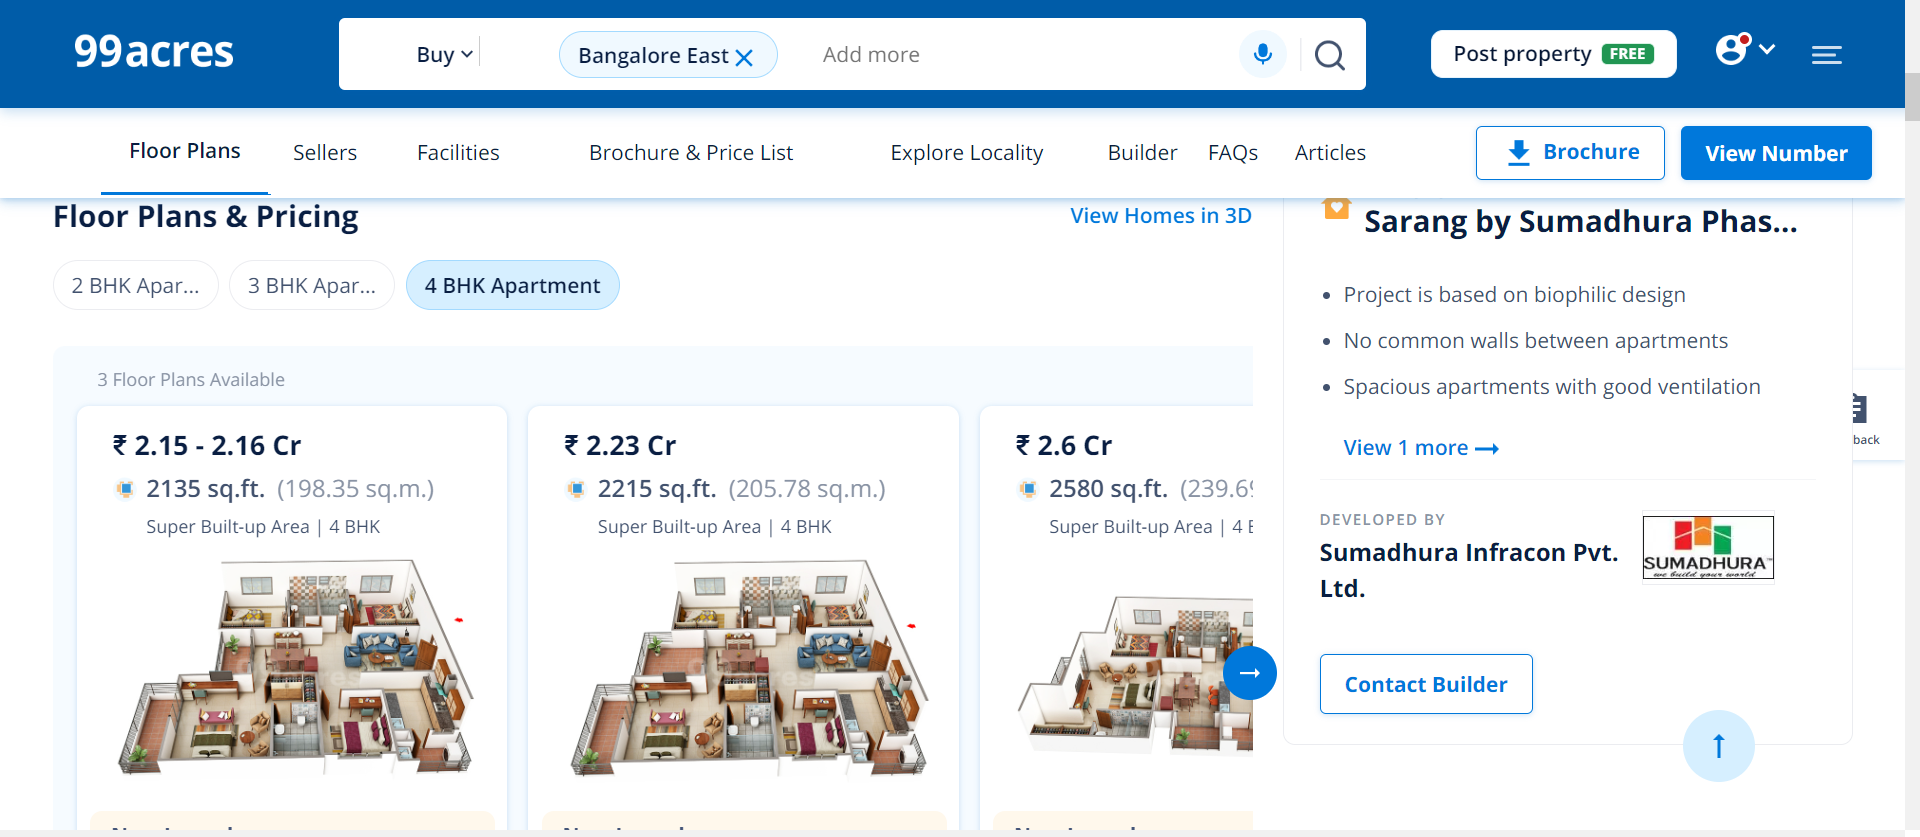 99acres
Buy
Bangalore East
Add more
Post property FREE
Floor Plans
Sellers
Facilities
Brochure & Price List
Explore Locality
Builder
FAQs
Articles
Brochure
View Number
Floor Plans & Pricing
View Homes in 3D
2 BHK Apar...
3 BHK Apar...
4 BHK Apartment
3 Floor Plans Available
₹ 2.15 - 2.16 Cr
2135 sq.ft. (198.35 sq.m.)
Super Built-up Area | 4 BHK
₹ 2.23 Cr
2215 sq.ft. (205.78 sq.m.)
Super Built-up Area | 4 BHK
₹ 2.6 Cr
2580 sq.ft. (239.69
Super Built-up Area | 4 B
Sarang by Sumadhura Phas...
• Project is based on biophilic design
• No common walls between apartments
• Spacious apartments with good ventilation
View 1 more
back
DEVELOPED BY
Sumadhura Infracon Pvt.
Ltd.
SUMADHURA™
we build your world
Contact Builder